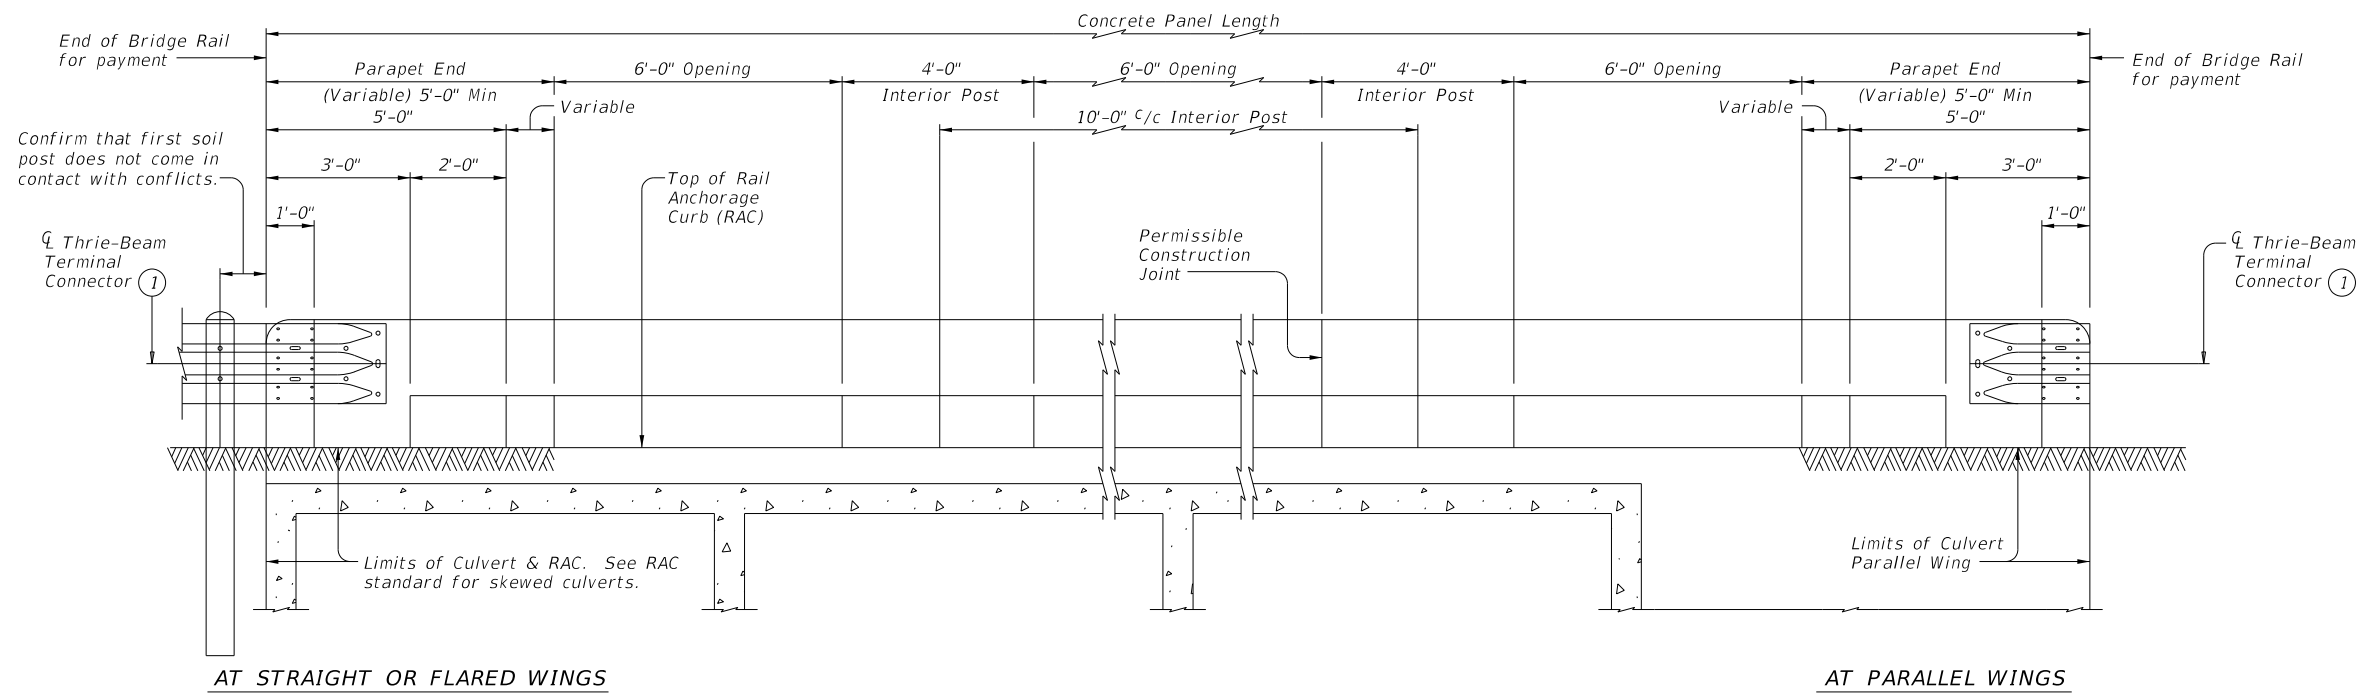 Concrete Panel Length
End of Bridge Rail
for payment
Parapet End
(Variable) 5'-0" Min
6'-0" Opening
4'-0"
Interior Post
6'-0" Opening
4'-0"
Interior Post
6'-0" Opening
Parapet End
(Variable) 5'-0" Min
End of Bridge Rail
for payment
5'-0"
Variable
10'-0" c/c Interior Post
Variable
5'-0"
Confirm that first soil
post does not come in
contact with conflicts.
3'-0"
2'-0"
Top of Rail
Anchorage
Curb (RAC)
2'-0"
3'-0"
1'-0"
1'-0"
℄ Thrie-Beam
Terminal
Connector 1
Permissible
Construction
Joint
℄ Thrie-Beam
Terminal
Connector 1
Limits of Culvert & RAC. See RAC
standard for skewed culverts.
Limits of Culvert
Parallel Wing
AT STRAIGHT OR FLARED WINGS
AT PARALLEL WINGS